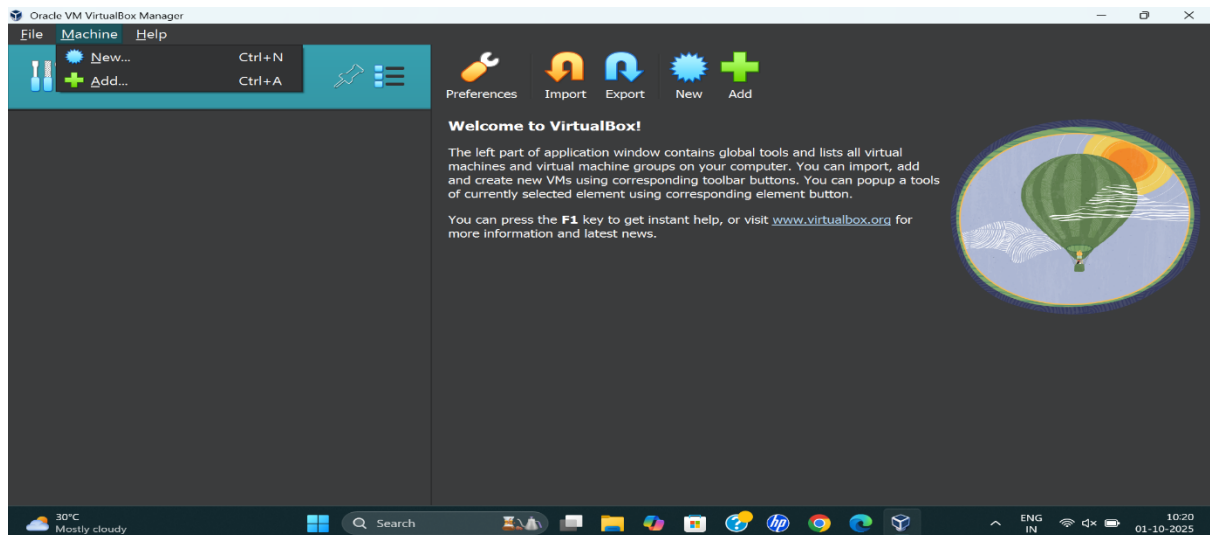 Oracle VM VirtualBox Manager
File Machine Help
New... Ctrl+N
Add... Ctrl+A
Preferences Import Export New Add
Welcome to VirtualBox!
The left part of application window contains global tools and lists all virtual
machines and virtual machine groups on your computer. You can import, add
and create new VMs using corresponding toolbar buttons. You can popup a tools
of currently selected element using corresponding element button.
You can press the F1 key to get instant help, or visit www.virtualbox.org for
more information and latest news.
30°C
Mostly cloudy
Search
hp
ENG
IN
10:20
01-10-2025